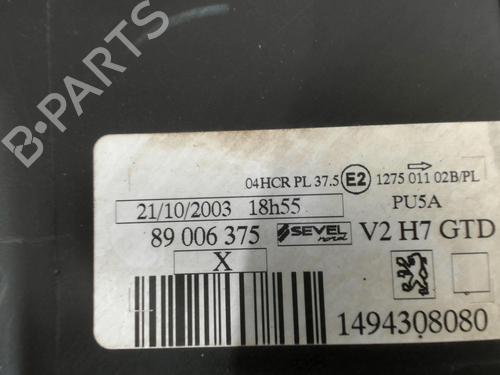 B-PARTS
04HCR PL 37.5 E2 1275 011 02B/PL
21/10/2003 18h55 PU5A
89 006 375 SEVEL nord V2 H7 GTD
X
1494308080